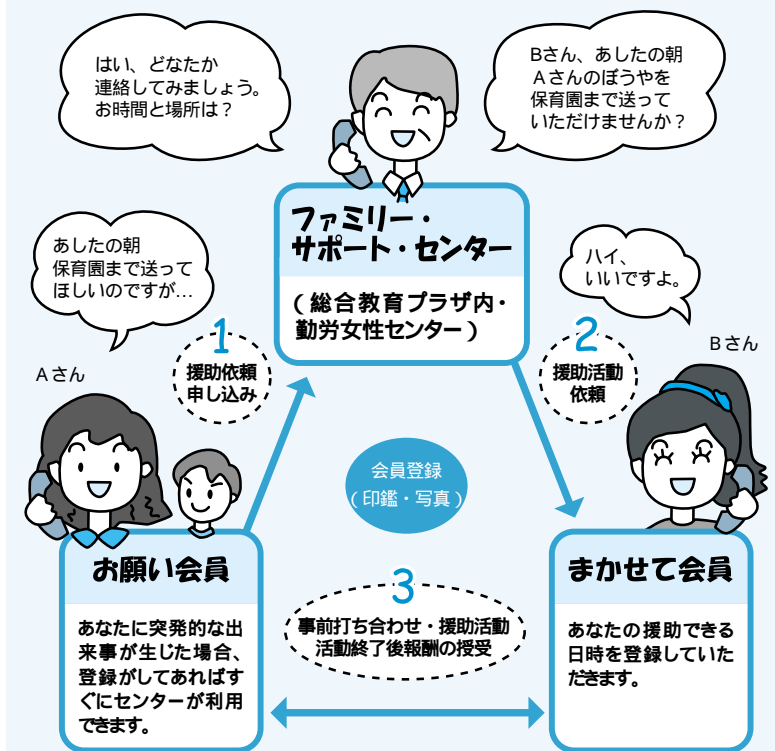 はい、どなたか
連絡してみましょう。
お時間と場所は？
Bさん、あしたの朝
Aさんのぼうやを
保育園まで送って
いただけませんか？
ファミリー・
サポート・センター
(総合教育プラザ内・
勤労女性センター)
あしたの朝
保育園まで送って
ほしいのですが…
ハイ、
いいですよ。
1
援助依頼
申し込み
2
援助活動
依頼
Aさん
Bさん
会員登録
(印鑑・写真)
お願い会員
あなたに突発的な出
来事が生じた場合、
登録がしてあればす
ぐにセンターが利用
できます。
3
事前打ち合わせ・援助活動
活動終了後報酬の授受
まかせて会員
あなたの援助できる
日時を登録していた
だきます。